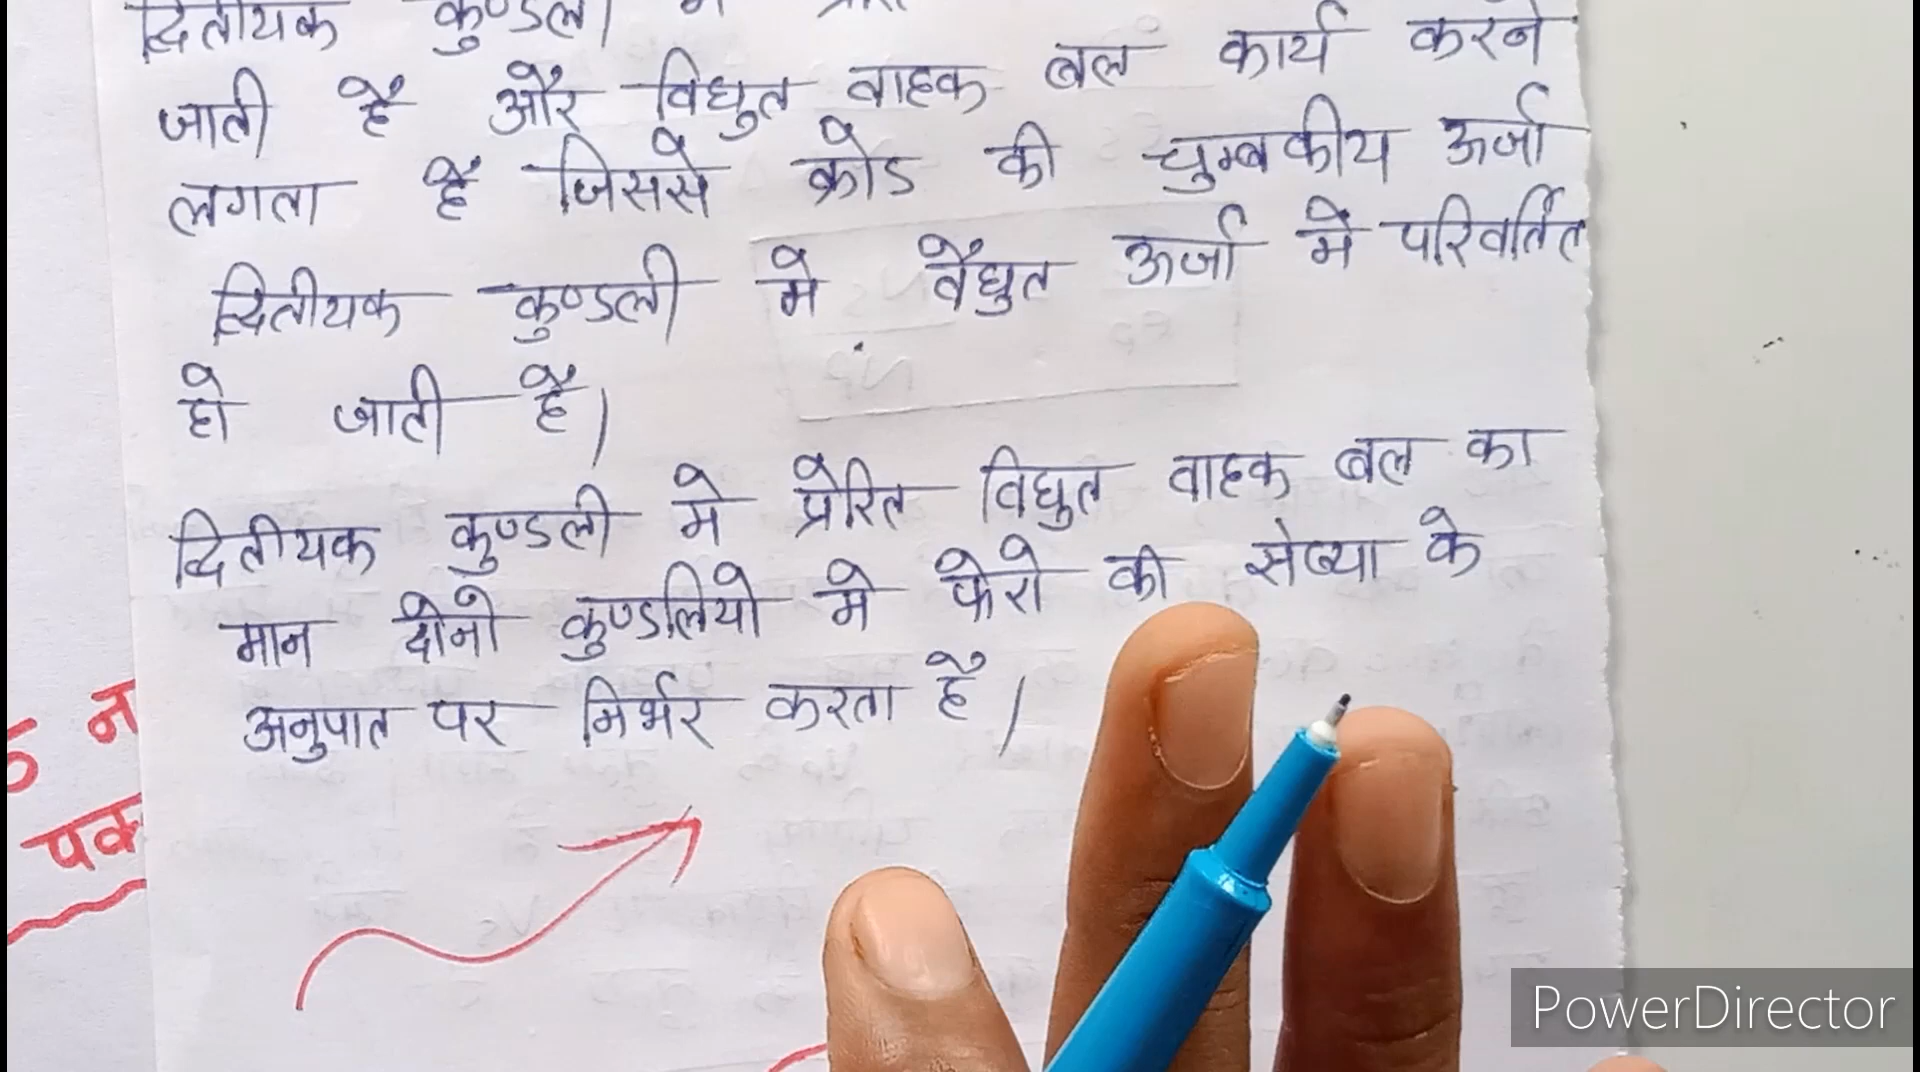 द्वितीयक कुण्डली में
जाती है और विधुत वाहक बल कार्य करने
लगता है जिससे क्रोड की चुम्बकीय ऊर्जा
द्वितीयक कुण्डली मे वैधुत ऊर्जा मे परिवर्तित
हो जाती है।
द्वितीयक कुण्डली मे प्रेरित विधुत वाहक बल का
मान दोनो कुण्डलियो मे फेरो की संख्या के
अनुपात पर निर्भर करता है।
PowerDirector